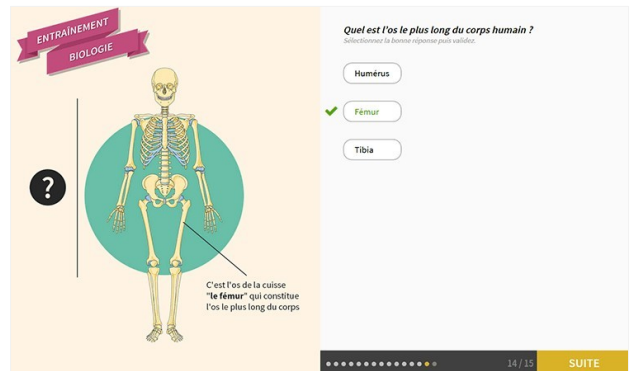 ENTRAÎNEMENT
BIOLOGIE
?
C'est l'os de la cuisse
"le fémur" qui constitue
l'os le plus long du corps
Quel est l'os le plus long du corps humain ?
Sélectionnez la bonne réponse puis validez.
Humérus
Fémur
Tibia
14 / 15
SUITE